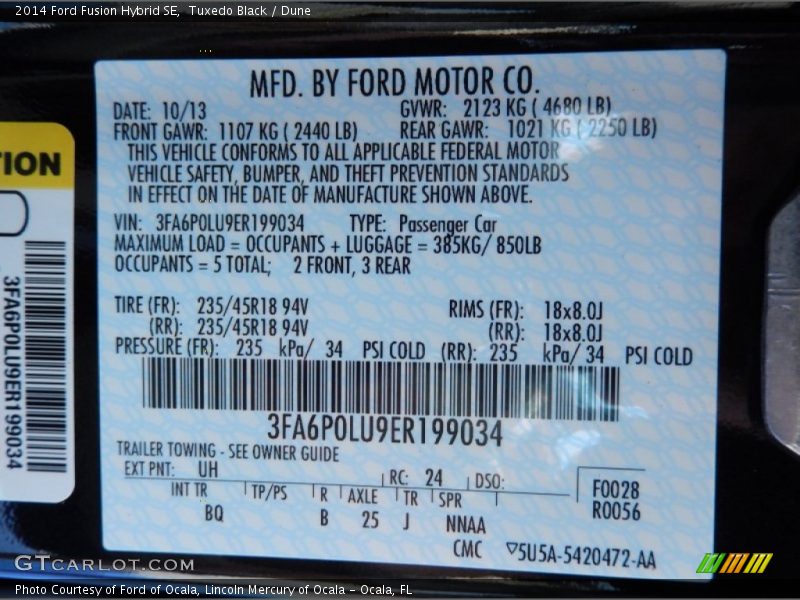 2014 Ford Fusion Hybrid SE, Tuxedo Black / Dune
MFD. BY FORD MOTOR CO.
DATE: 10/13 GVWR: 2123 KG ( 4680 LB)
FRONT GAWR: 1107 KG ( 2440 LB) REAR GAWR: 1021 KG ( 2250 LB)
THIS VEHICLE CONFORMS TO ALL APPLICABLE FEDERAL MOTOR
VEHICLE SAFETY, BUMPER, AND THEFT PREVENTION STANDARDS
IN EFFECT ON THE DATE OF MANUFACTURE SHOWN ABOVE.
VIN: 3FA6P0LU9ER199034 TYPE: Passenger Car
MAXIMUM LOAD = OCCUPANTS + LUGGAGE = 385KG/ 850LB
OCCUPANTS = 5 TOTAL; 2 FRONT, 3 REAR
TIRE (FR): 235/45R18 94V RIMS (FR): 18x8.0J
(RR): 235/45R18 94V (RR): 18x8.0J
PRESSURE (FR): 235 kPa/ 34 PSI COLD (RR): 235 kPa/ 34 PSI COLD
3FA6P0LU9ER199034
TRAILER TOWING - SEE OWNER GUIDE
EXT PNT: UH RC: 24 DSO:
INT TR TP/PS R AXLE TR SPR
BQ B 25 J NNAA
F0028
R0056
CMC ▽5U5A-5420472-AA
TION
3FA6P0LU9ER199034
GTCARLOT.COM
Photo Courtesy of Ford of Ocala, Lincoln Mercury of Ocala - Ocala, FL